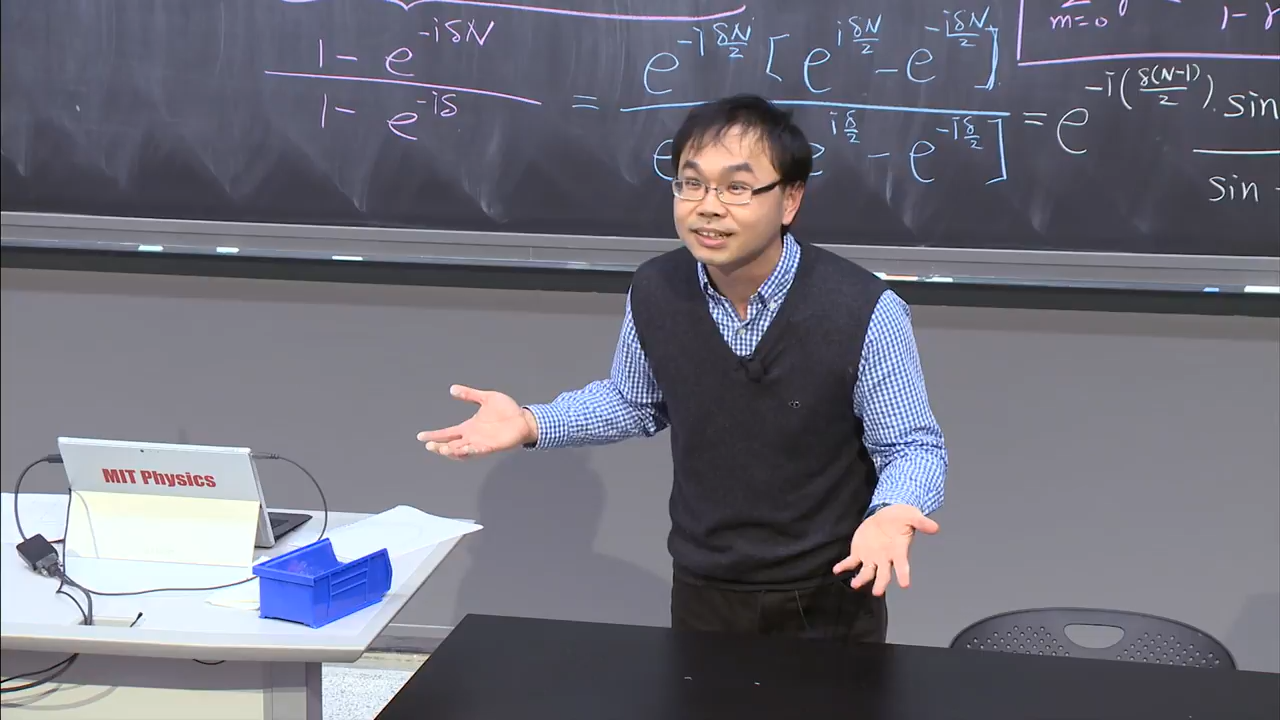 1 - e^{-iδN} / 1 - e^{-iδ} = e^{-iδN/2} [e^{iδN/2} - e^{-iδN/2}] / e^{iδ/2} - e^{-iδ/2}] = e^{-i(δ(N-1)/2)} · sin / sin
m=0
1 - r
MIT Physics